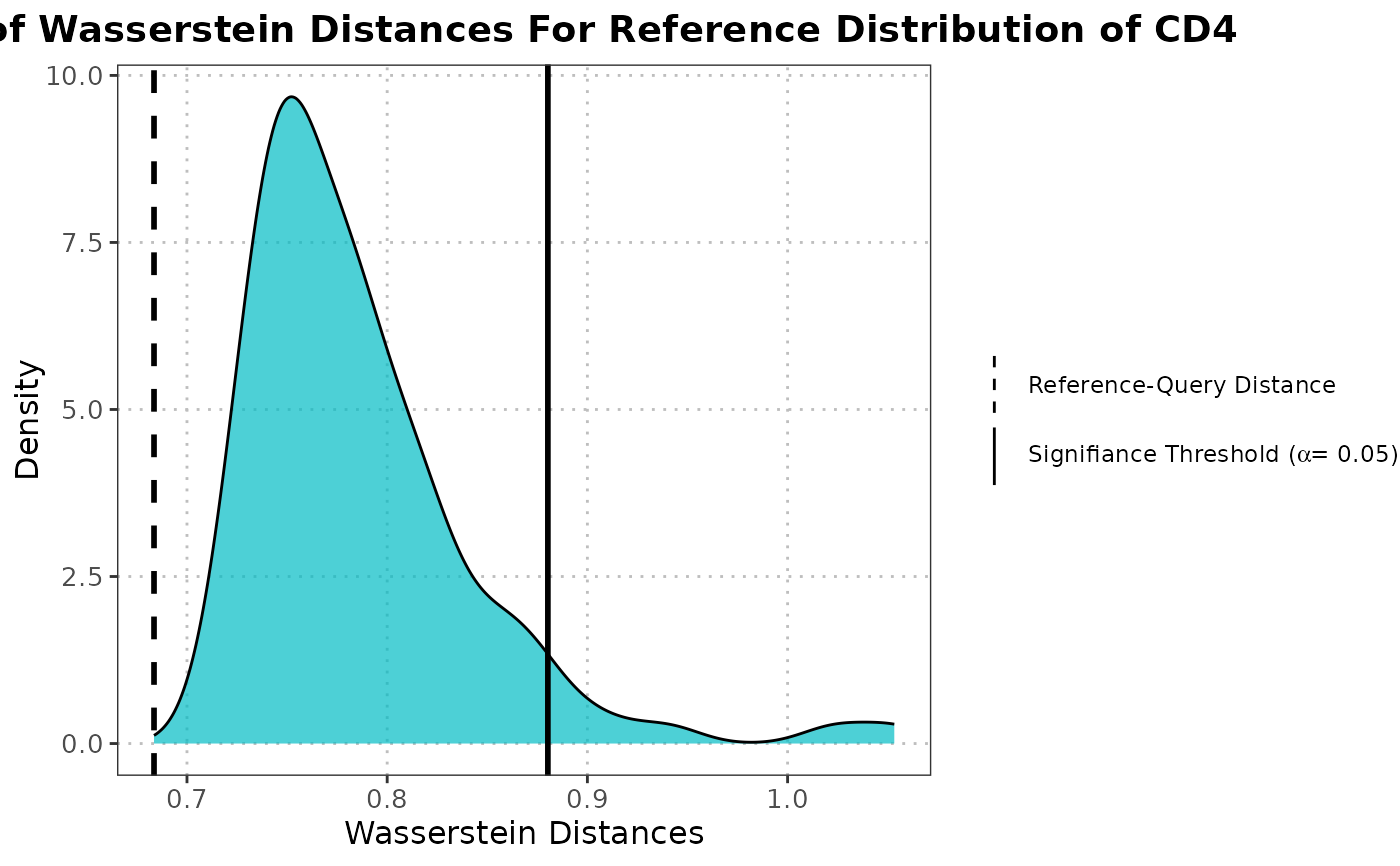 of Wasserstein Distances For Reference Distribution of CD4
10.0
7.5
5.0
2.5
0.0
Density
0.7 0.8 0.9 1.0
Wasserstein Distances
Reference-Query Distance
Signifiance Threshold (α= 0.05)